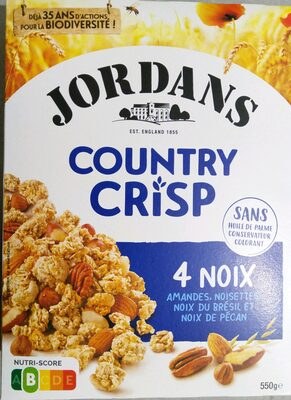 DÉJÀ 35 ANS D'ACTIONS
POUR LA BIODIVERSITÉ !
JORDANS
EST. ENGLAND 1855
COUNTRY
CRiSP
SANS
HUILE DE PALME
CONSERVATEUR
COLORANT
4 NOIX
AMANDES, NOISETTES,
NOIX DU BRÉSIL ET
NOIX DE PÉCAN
NUTRI-SCORE
A B C D E
550g e